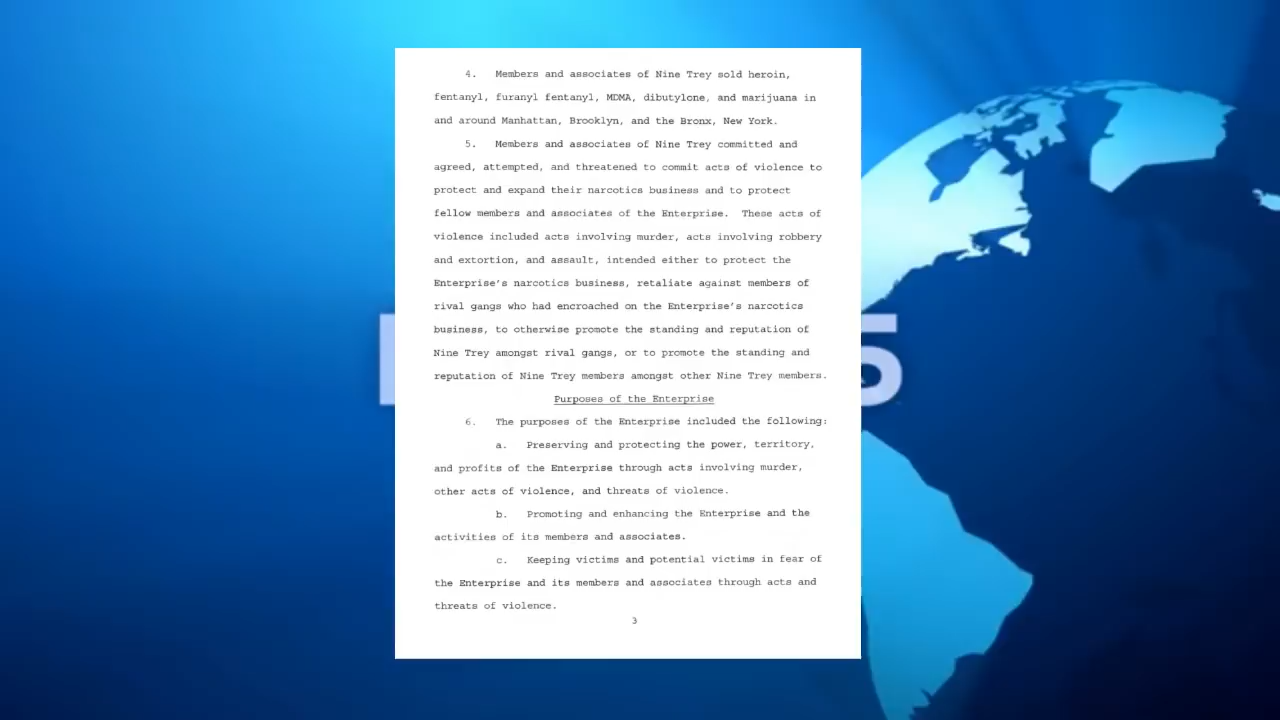 4. Members and associates of Nine Trey sold heroin,
fentanyl, furanyl fentanyl, MDMA, dibutylone, and marijuana in
and around Manhattan, Brooklyn, and the Bronx, New York.
5. Members and associates of Nine Trey committed and
agreed, attempted, and threatened to commit acts of violence to
protect and expand their narcotics business and to protect
fellow members and associates of the Enterprise. These acts of
violence included acts involving murder, acts involving robbery
and extortion, and assault, intended either to protect the
Enterprise's narcotics business, retaliate against members of
rival gangs who had encroached on the Enterprise's narcotics
business, to otherwise promote the standing and reputation of
Nine Trey amongst rival gangs, or to promote the standing and
reputation of Nine Trey members amongst other Nine Trey members.
Purposes of the Enterprise
6. The purposes of the Enterprise included the following:
a. Preserving and protecting the power, territory,
and profits of the Enterprise through acts involving murder,
other acts of violence, and threats of violence.
b. Promoting and enhancing the Enterprise and the
activities of its members and associates.
c. Keeping victims and potential victims in fear of
the Enterprise and its members and associates through acts and
threats of violence.
3